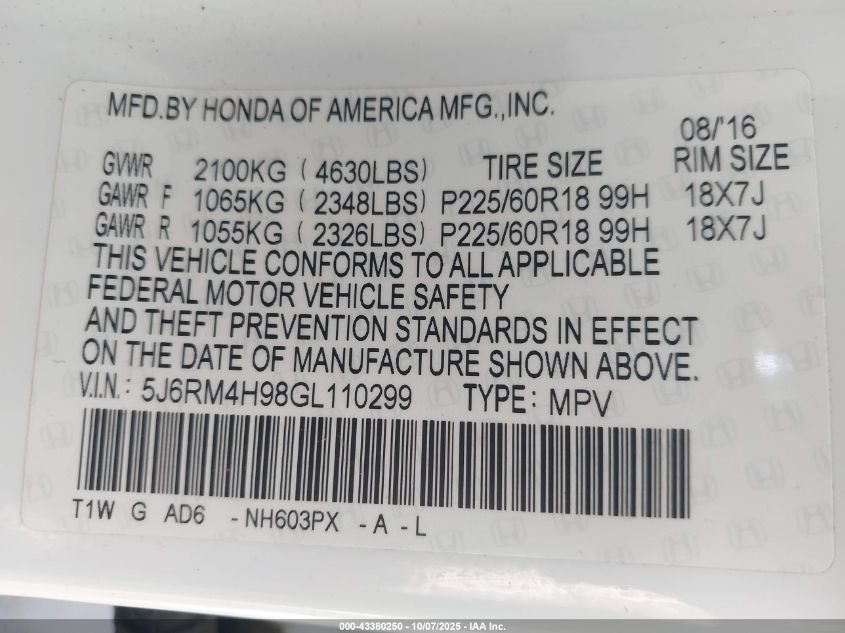 MFD.BY HONDA OF AMERICA MFG.,INC.
08/'16
GVWR 2100KG ( 4630LBS) TIRE SIZE RIM SIZE
GAWR F 1065KG ( 2348LBS) P225/60R18 99H 18X7J
GAWR R 1055KG ( 2326LBS) P225/60R18 99H 18X7J
THIS VEHICLE CONFORMS TO ALL APPLICABLE
FEDERAL MOTOR VEHICLE SAFETY
AND THEFT PREVENTION STANDARDS IN EFFECT
ON THE DATE OF MANUFACTURE SHOWN ABOVE.
V.I.N.: 5J6RM4H98GL110299 TYPE: MPV
T1W G AD6 -NH603PX -A -L
000-43380250 - 10/07/2025 - IAA Inc.